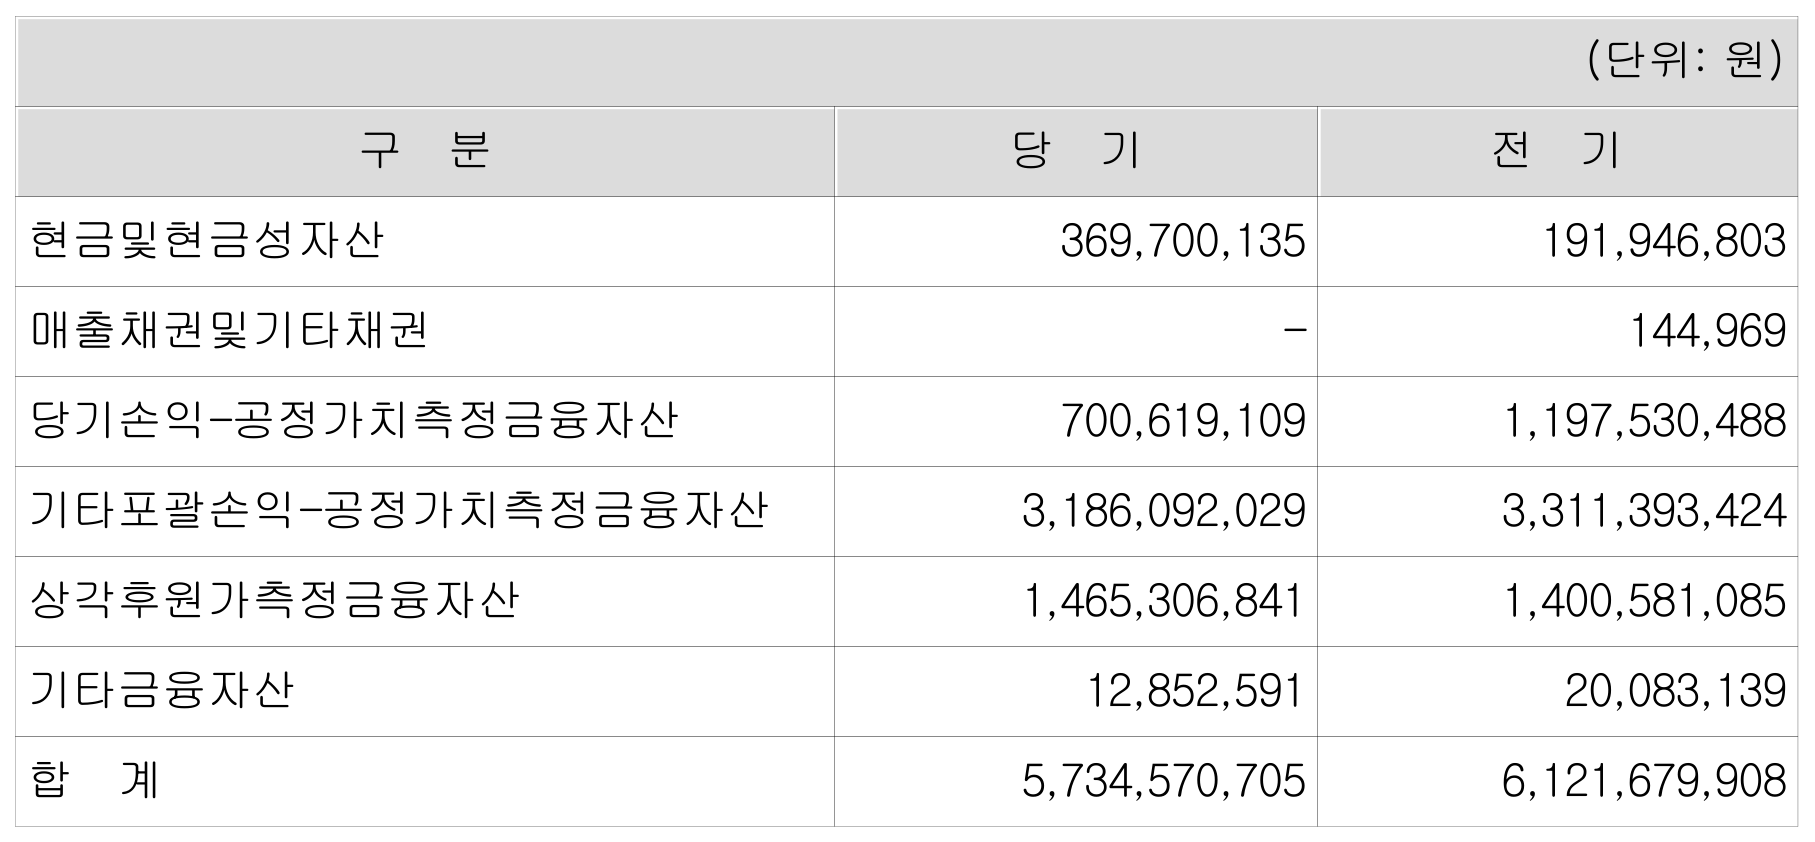 (단위: 원)
구 분 당 기 전 기
현금및현금성자산 369,700,135 191,946,803
매출채권및기타채권 - 144,969
당기손익-공정가치측정금융자산 700,619,109 1,197,530,488
기타포괄손익-공정가치측정금융자산 3,186,092,029 3,311,393,424
상각후원가측정금융자산 1,465,306,841 1,400,581,085
기타금융자산 12,852,591 20,083,139
합 계 5,734,570,705 6,121,679,908